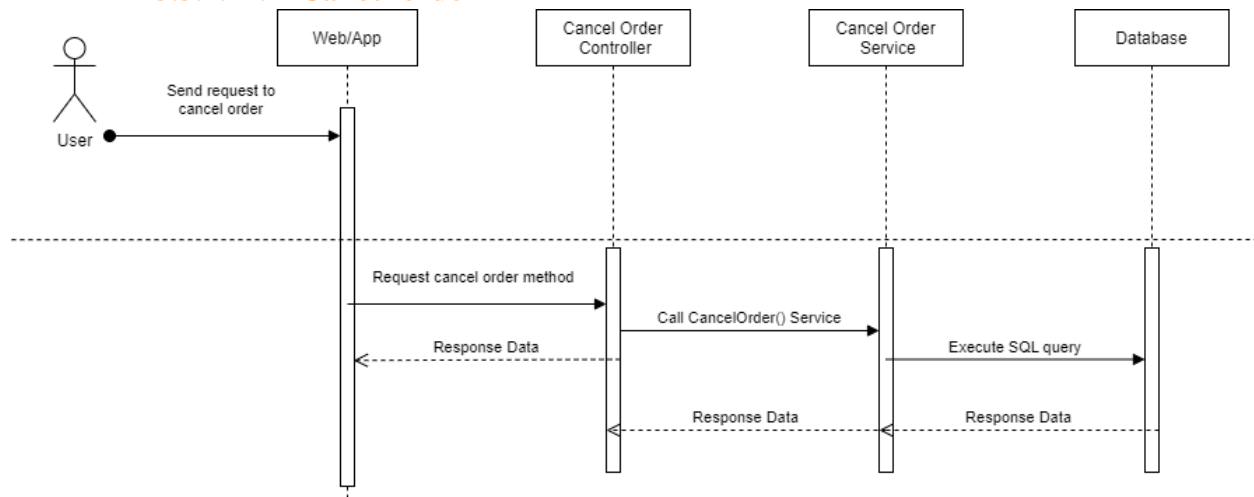 Web/App
Cancel Order
Controller
Cancel Order
Service
Database
Send request to
cancel order
User
Request cancel order method
Call CancelOrder() Service
Response Data
Execute SQL query
Response Data
Response Data